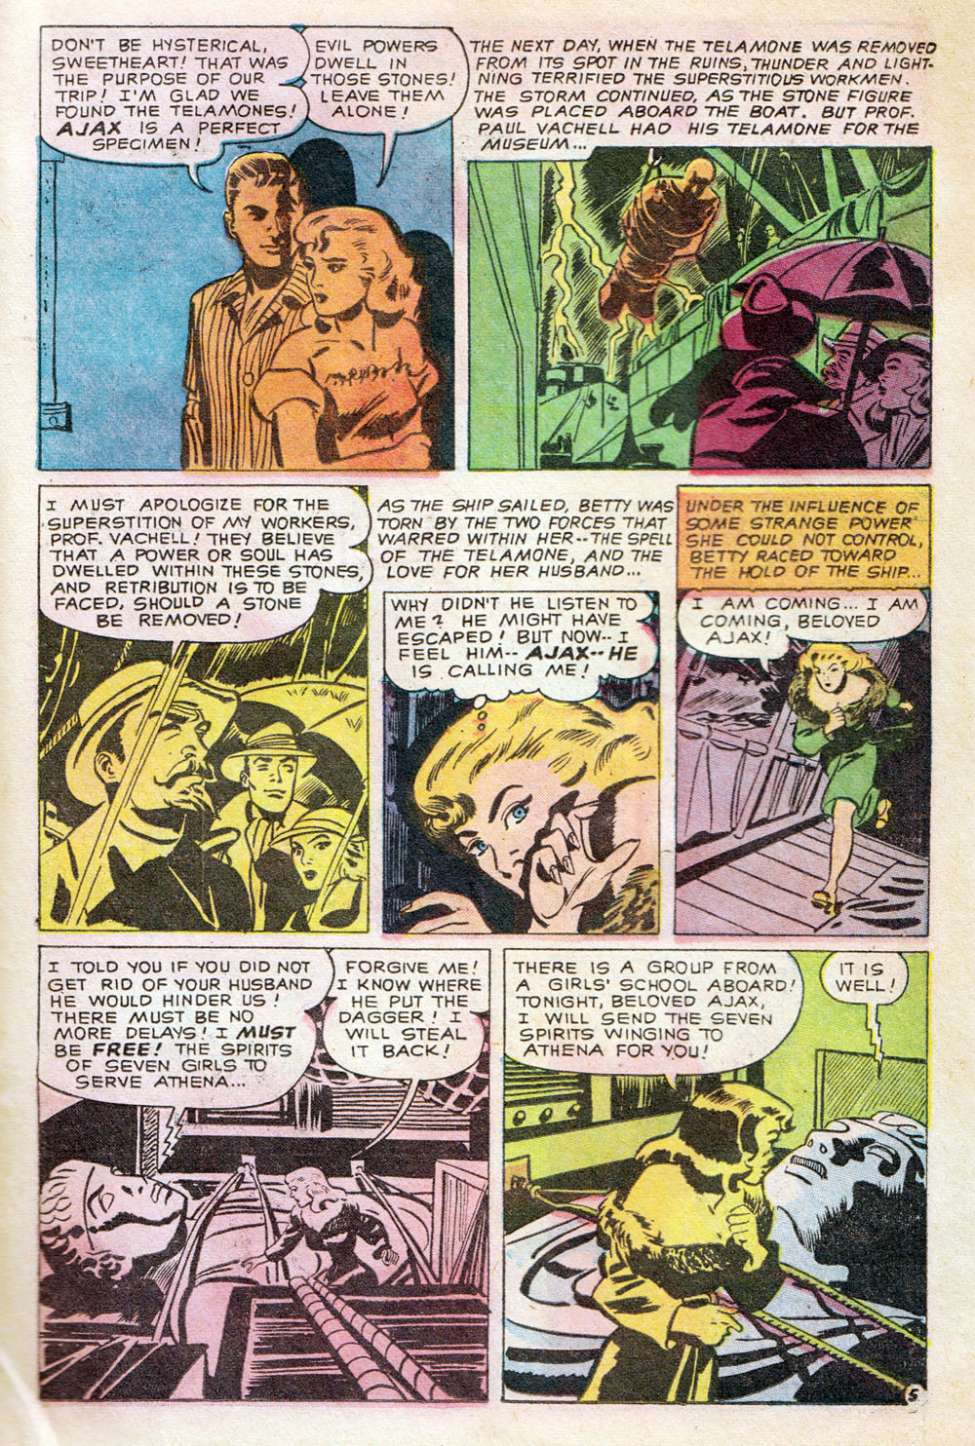 DON'T BE HYSTERICAL,
SWEETHEART! THAT WAS
THE PURPOSE OF OUR
TRIP! I'M GLAD WE
FOUND THE TELAMONES!
AJAX IS A PERFECT
SPECIMEN!
EVIL POWERS
DWELL IN
THOSE STONES!
LEAVE THEM
ALONE!
THE NEXT DAY, WHEN THE TELAMONE WAS REMOVED
FROM ITS SPOT IN THE RUINS, THUNDER AND LIGHT-
NING TERRIFIED THE SUPERSTITIOUS WORKMEN.
THE STORM CONTINUED, AS THE STONE FIGURE
WAS PLACED ABOARD THE BOAT. BUT PROF.
PAUL VACHELL HAD HIS TELAMONE FOR THE
MUSEUM...
I MUST APOLOGIZE FOR THE
SUPERSTITION OF MY WORKERS,
PROF. VACHELL! THEY BELIEVE
THAT A POWER OR SOUL HAS
DWELLED WITHIN THESE STONES,
AND RETRIBUTION IS TO BE
FACED, SHOULD A STONE
BE REMOVED!
AS THE SHIP SAILED, BETTY WAS
TORN BY THE TWO FORCES THAT
WARRED WITHIN HER--THE SPELL
OF THE TELAMONE, AND THE
LOVE FOR HER HUSBAND...
WHY DIDN'T HE LISTEN TO
ME? HE MIGHT HAVE
ESCAPED! BUT NOW--I
FEEL HIM--AJAX--HE
IS CALLING ME!
UNDER THE INFLUENCE OF
SOME STRANGE POWER
SHE COULD NOT CONTROL,
BETTY RACED TOWARD
THE HOLD OF THE SHIP...
I AM COMING... I AM
COMING, BELOVED
AJAX!
I TOLD YOU IF YOU DID NOT
GET RID OF YOUR HUSBAND
HE WOULD HINDER US!
THERE MUST BE NO
MORE DELAYS! I MUST
BE FREE! THE SPIRITS
OF SEVEN GIRLS TO
SERVE ATHENA...
FORGIVE ME!
I KNOW WHERE
HE PUT THE
DAGGER! I
WILL STEAL
IT BACK!
THERE IS A GROUP FROM
A GIRLS' SCHOOL ABOARD!
TONIGHT, BELOVED AJAX,
I WILL SEND THE SEVEN
SPIRITS WINGING TO
ATHENA FOR YOU!
IT IS
WELL!
5